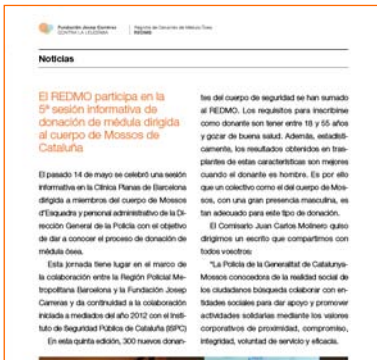 Fundación Josep Carreras
CONTRA LA LEUCEMIA
Registro de Donantes de Médula Ósea
REDMO
Noticias
El REDMO participa en la
5ª sesión informativa de
donación de médula dirigida
al cuerpo de Mossos de
Cataluña
El pasado 14 de mayo se celebró una sesión
informativa en la Clínica Planas de Barcelona
dirigida a miembros del cuerpo de Mossos
d'Esquadra y personal administrativo de la Di-
rección General de la Policía con el objetivo
de dar a conocer el proceso de donación de
médula ósea.
Esta jornada tiene lugar en el marco de
la colaboración entre la Región Policial Me-
tropolitana Barcelona y la Fundación Josep
Carreras y da continuidad a la colaboración
iniciada a mediados del año 2012 con el Insti-
tuto de Seguridad Pública de Cataluña (ISPC)
En esta quinta edición, 300 nuevos donan-
tes del cuerpo de seguridad se han sumado
al REDMO. Los requisitos para inscribirse
como donante son tener entre 18 y 55 años
y gozar de buena salud. Además, estadísti-
camente, los resultados obtenidos en tras-
plantes de estas características son mejores
cuando el donante es hombre. Es por ello
que un colectivo como el del cuerpo de Mos-
sos, con una gran presencia masculina, es
tan adecuado para este tipo de donación.
El Comisario Juan Carlos Molinero quiso
dirigirnos un escrito que compartimos con
todos vosotros:
"La Policía de la Generalitat de Catalunya-
Mossos conocedora de la realidad social de
los ciudadanos búsqueda colaborar con en-
tidades sociales para dar apoyo y promover
actividades solidarias mediante los valores
corporativos de proximidad, compromiso,
integridad, voluntad de servicio y eficacia.